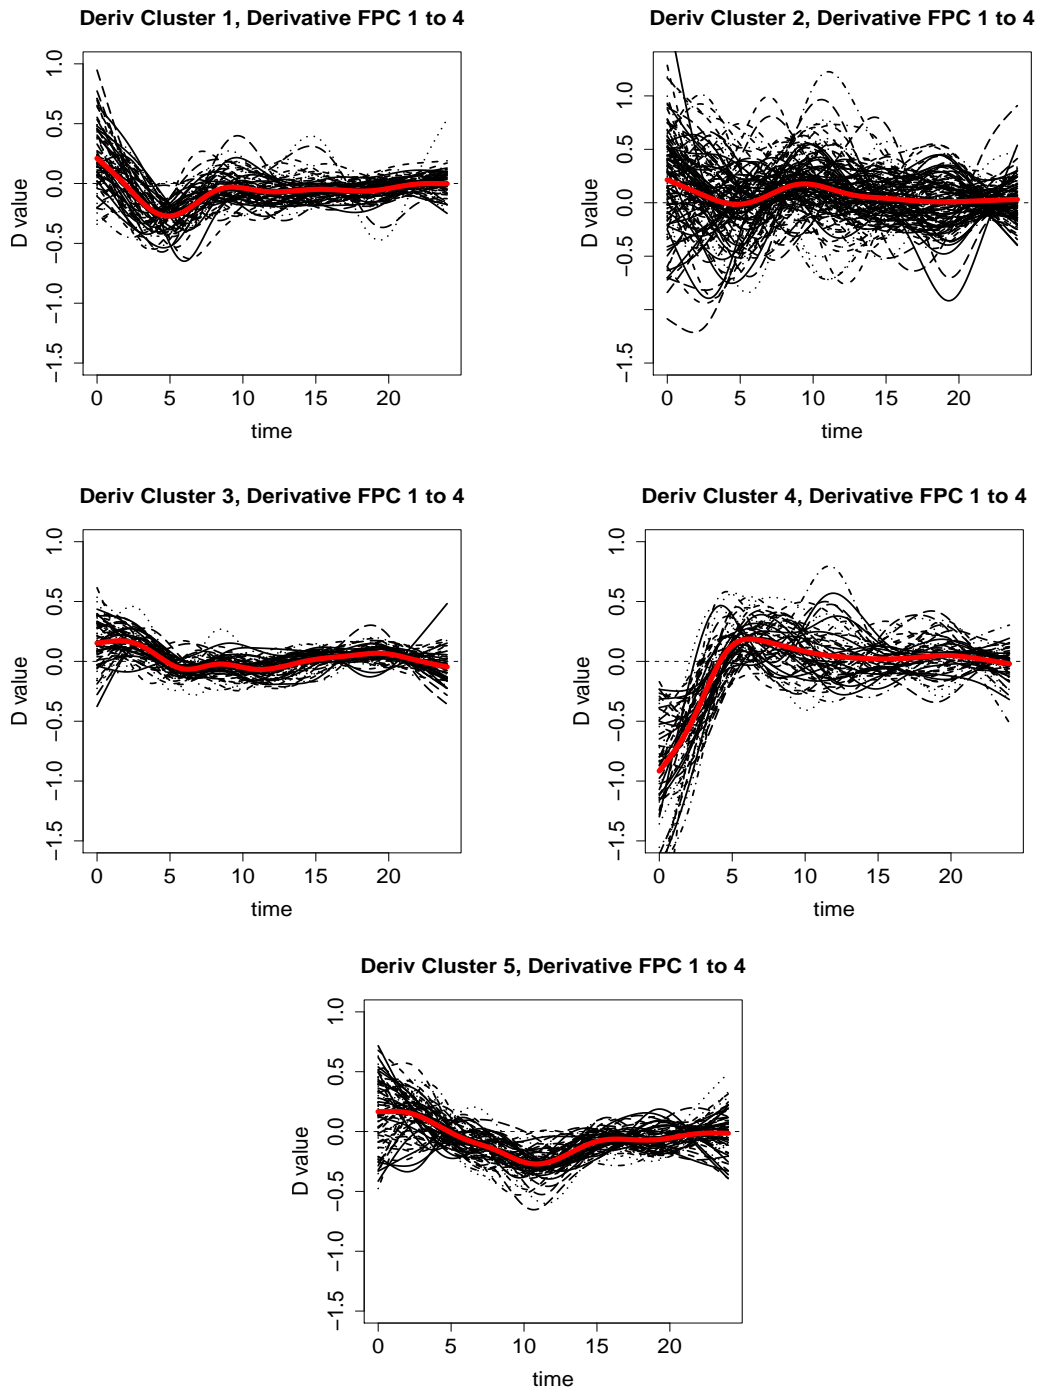 Deriv Cluster 1, Derivative FPC 1 to 4
D value
1.0
0.5
0.0
−0.5
−1.0
−1.5
0 5 10 15 20
time
Deriv Cluster 2, Derivative FPC 1 to 4
D value
1.0
0.5
0.0
−0.5
−1.5
0 5 10 15 20
time
Deriv Cluster 3, Derivative FPC 1 to 4
D value
1.0
0.5
0.0
−0.5
−1.0
−1.5
0 5 10 15 20
time
Deriv Cluster 4, Derivative FPC 1 to 4
D value
1.0
0.5
0.0
−0.5
−1.0
−1.5
0 5 10 15 20
time
Deriv Cluster 5, Derivative FPC 1 to 4
D value
1.0
0.5
0.0
−0.5
−1.0
−1.5
0 5 10 15 20
time